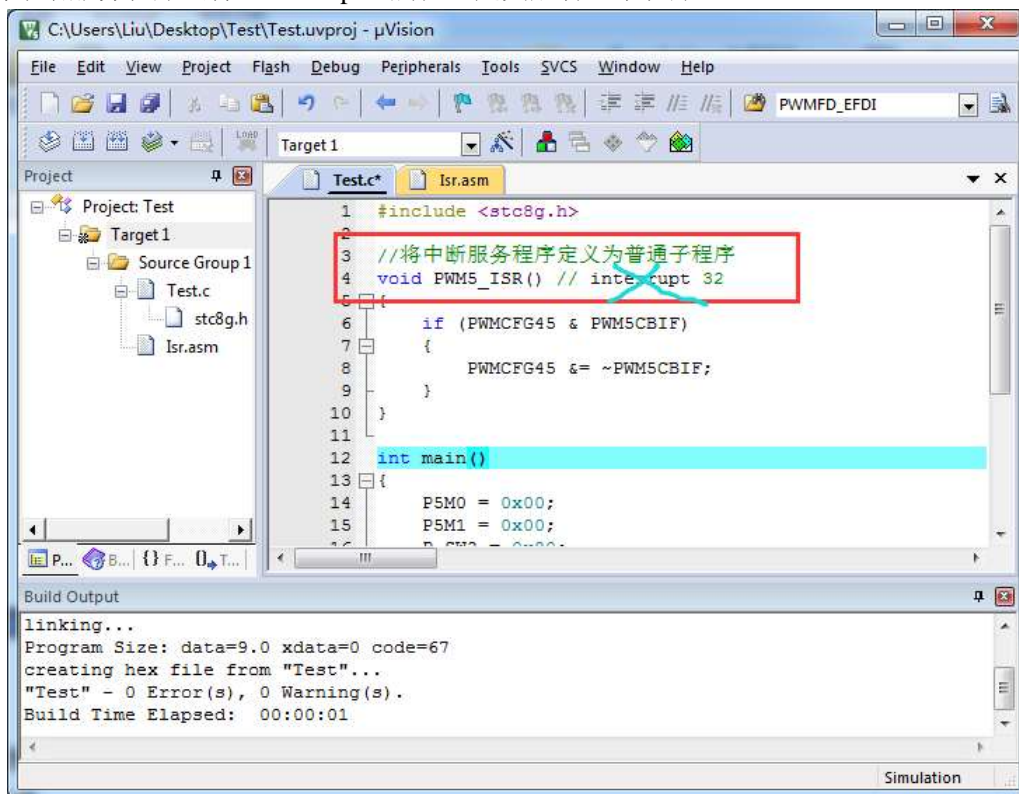 C:\Users\Liu\Desktop\Test\Test.uvproj - µVision
File Edit View Project Flash Debug Peripherals Tools SVCS Window Help
PWMFD_EFDI
LOAD Target 1
Project
Test.c* Isr.asm
Project: Test
Target 1
Source Group 1
Test.c
stc8g.h
Isr.asm
1 #include <stc8g.h>
2
3 //将中断服务程序定义为普通子程序
4 void PWM5_ISR() // interrupt 32
5 {
6 if (PWMCFG45 & PWM5CBIF)
7 {
8 PWMCFG45 &= ~PWM5CBIF;
9 }
10 }
11
12 int main()
13 {
14 P5M0 = 0x00;
15 P5M1 = 0x00;
P... B... {} F... 0 T...
Build Output
linking...
Program Size: data=9.0 xdata=0 code=67
creating hex file from "Test"...
"Test" - 0 Error(s), 0 Warning(s).
Build Time Elapsed: 00:00:01
Simulation